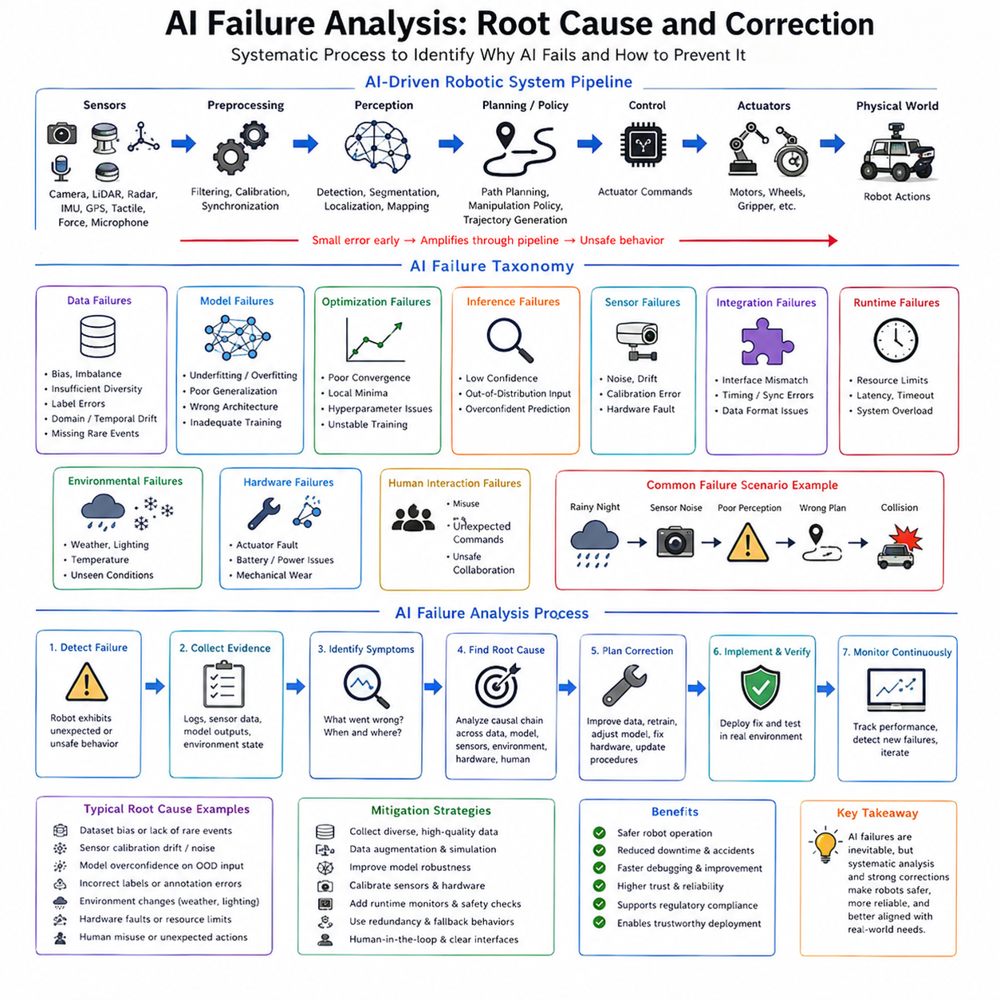 AI Failure Analysis: Root Cause and Correction
Systematic Process to Identify Why AI Fails and How to Prevent It
AI-Driven Robotic System Pipeline
Sensors
Camera, LiDAR, Radar,
IMU, GPS, Tactile,
Force, Microphone
Preprocessing
Filtering, Calibration,
Synchronization
Perception
Detection, Segmentation,
Localization, Mapping
Planning / Policy
Path Planning,
Manipulation Policy,
Trajectory Generation
Control
Actuator Commands
Actuators
Motors, Wheels,
Gripper, etc.
Physical World
Robot Actions
Small error early → Amplifies through pipeline → Unsafe behavior
AI Failure Taxonomy
Data Failures
• Bias, Imbalance
• Insufficient Diversity
• Label Errors
• Domain / Temporal Drift
• Missing Rare Events
Model Failures
• Underfitting / Overfitting
• Poor Generalization
• Wrong Architecture
• Inadequate Training
Optimization Failures
• Poor Convergence
• Local Minima
• Hyperparameter Issues
• Unstable Training
Inference Failures
• Low Confidence
• Out-of-Distribution Input
• Overconfident Prediction
Sensor Failures
• Noise, Drift
• Calibration Error
• Hardware Fault
Integration Failures
• Interface Mismatch
• Timing / Sync Errors
• Data Format Issues
Runtime Failures
• Resource Limits
• Latency, Timeout
• System Overload
Environmental Failures
• Weather, Lighting
• Temperature
• Unseen Conditions
Hardware Failures
• Actuator Fault
• Battery / Power Issues
• Mechanical Wear
Human Interaction Failures
• Misuse
• Unexpected
Commands
• Unsafe
Collaboration
Common Failure Scenario Example
Rainy Night
Sensor Noise
Poor Perception
Wrong Plan
Collision
AI Failure Analysis Process
1. Detect Failure
Robot exhibits
unexpected or
unsafe behavior
2. Collect Evidence
Logs, sensor data,
model outputs,
environment state
3. Identify Symptoms
What went wrong?
When and where?
4. Find Root Cause
Analyze causal chain
across data, model,
sensors, environment,
hardware, human
5. Plan Correction
Improve data, retrain,
adjust model, fix
hardware, update
procedures
6. Implement & Verify
Deploy fix and test
in real environment
7. Monitor Continuously
Track performance,
detect new failures,
iterate
Typical Root Cause Examples
Dataset bias or lack of rare events
Sensor calibration drift / noise
Model overconfidence on OOD input
Incorrect labels or annotation errors
Environment changes (weather, lighting)
Hardware faults or resource limits
Human misuse or unexpected actions
Mitigation Strategies
Collect diverse, high-quality data
Data augmentation & simulation
Improve model robustness
Calibrate sensors & hardware
Add runtime monitors & safety checks
Use redundancy & fallback behaviors
Human-in-the-loop & clear interfaces
Benefits
Safer robot operation
Reduced downtime & accidents
Faster debugging & improvement
Higher trust & reliability
Supports regulatory compliance
Enables trustworthy deployment
Key Takeaway
AI failures are
inevitable, but
systematic analysis
and strong corrections
make robots safer,
more reliable, and
better aligned with
real-world needs.